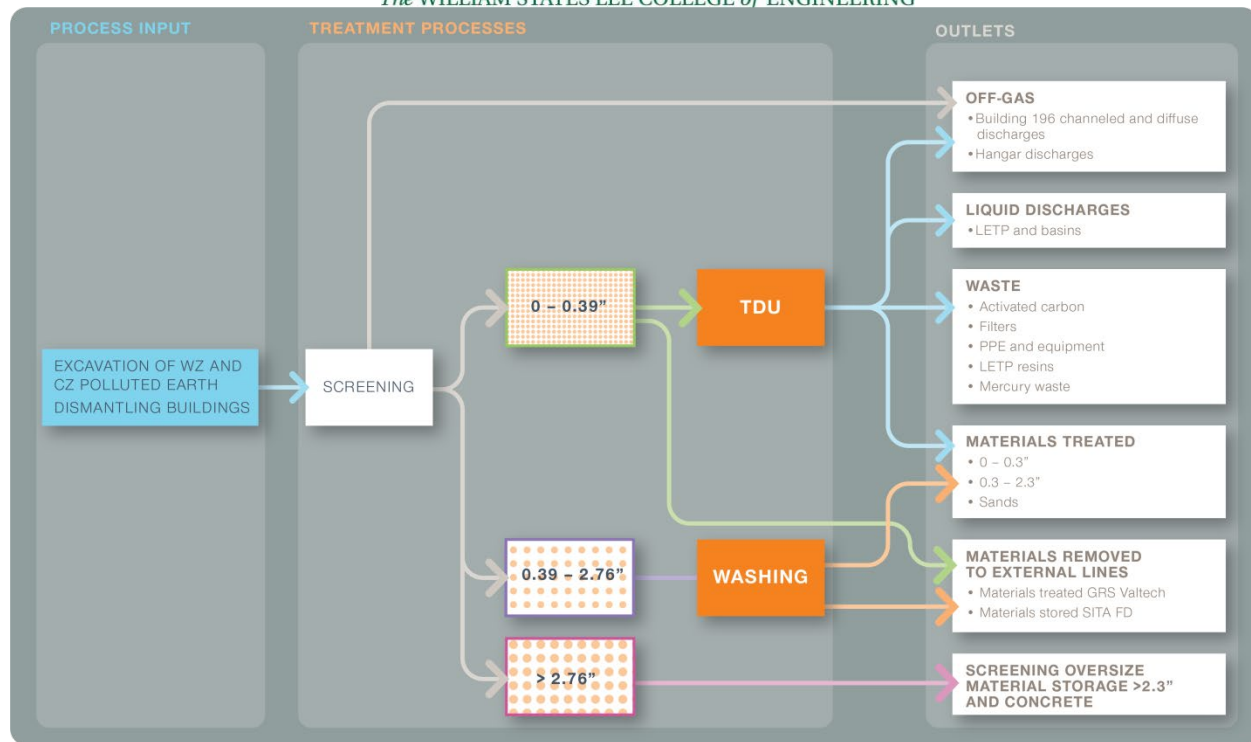 The WILLIAM STATES LEE COLLEGE of ENGINEERING
PROCESS INPUT
TREATMENT PROCESSES
OUTLETS
EXCAVATION OF WZ AND
CZ POLLUTED EARTH
DISMANTLING BUILDINGS
SCREENING
0 – 0.39”
TDU
0.39 – 2.76”
WASHING
> 2.76”
OFF-GAS
• Building 196 channeled and diffuse
discharges
• Hangar discharges
LIQUID DISCHARGES
• LETP and basins
WASTE
• Activated carbon
• Filters
• PPE and equipment
• LETP resins
• Mercury waste
MATERIALS TREATED
• 0 – 0.3”
• 0.3 – 2.3”
• Sands
MATERIALS REMOVED
TO EXTERNAL LINES
• Materials treated GRS Valtech
• Materials stored SITA FD
SCREENING OVERSIZE
MATERIAL STORAGE >2.3”
AND CONCRETE